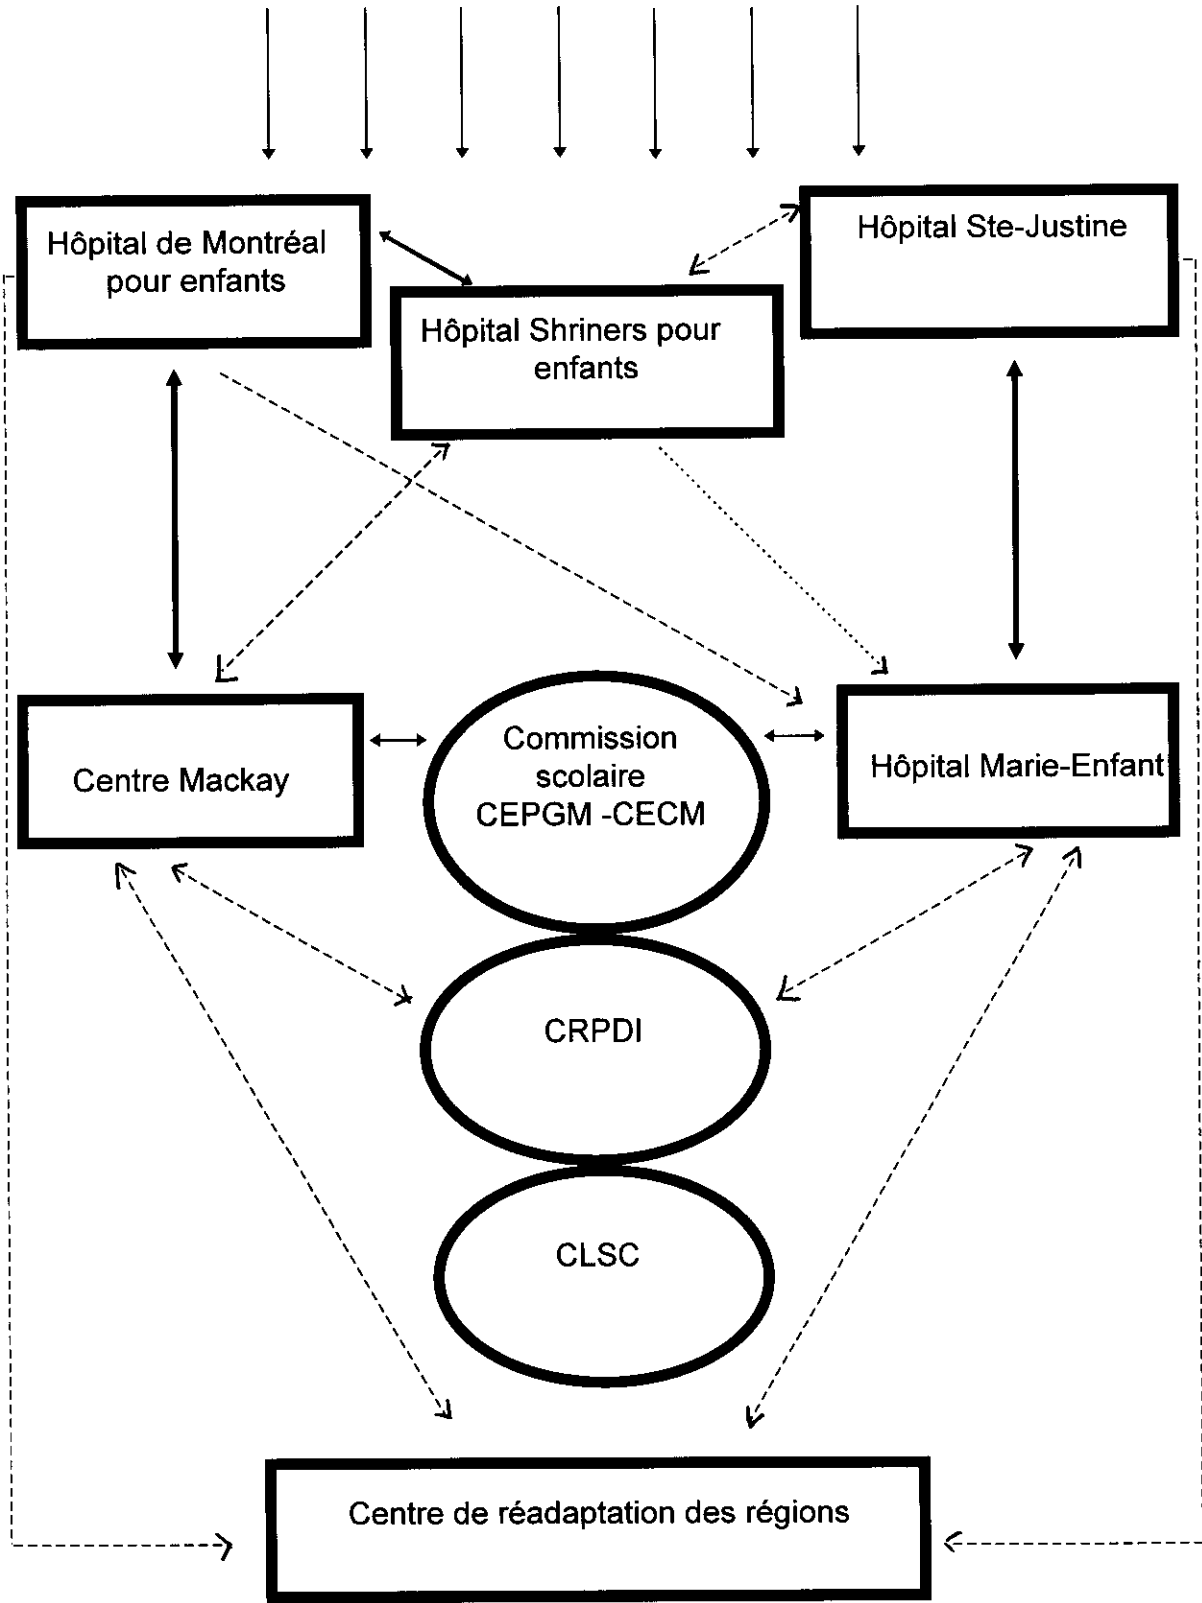 Hôpital de Montréal
pour enfants
Hôpital Ste-Justine
Hôpital Shriners pour
enfants
Centre Mackay
Commission
scolaire
CEPGM -CECM
Hôpital Marie-Enfant
CRPDI
CLSC
Centre de réadaptation des régions